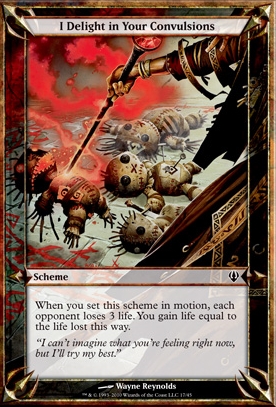 I Delight in Your Convulsions
Scheme
When you set this scheme in motion, each
opponent loses 3 life. You gain life equal to
the life lost this way.
“I can’t imagine what you’re feeling right now,
but I’ll try my best.”
Wayne Reynolds
™ & © 1993–2010 Wizards of the Coast LLC 17/45